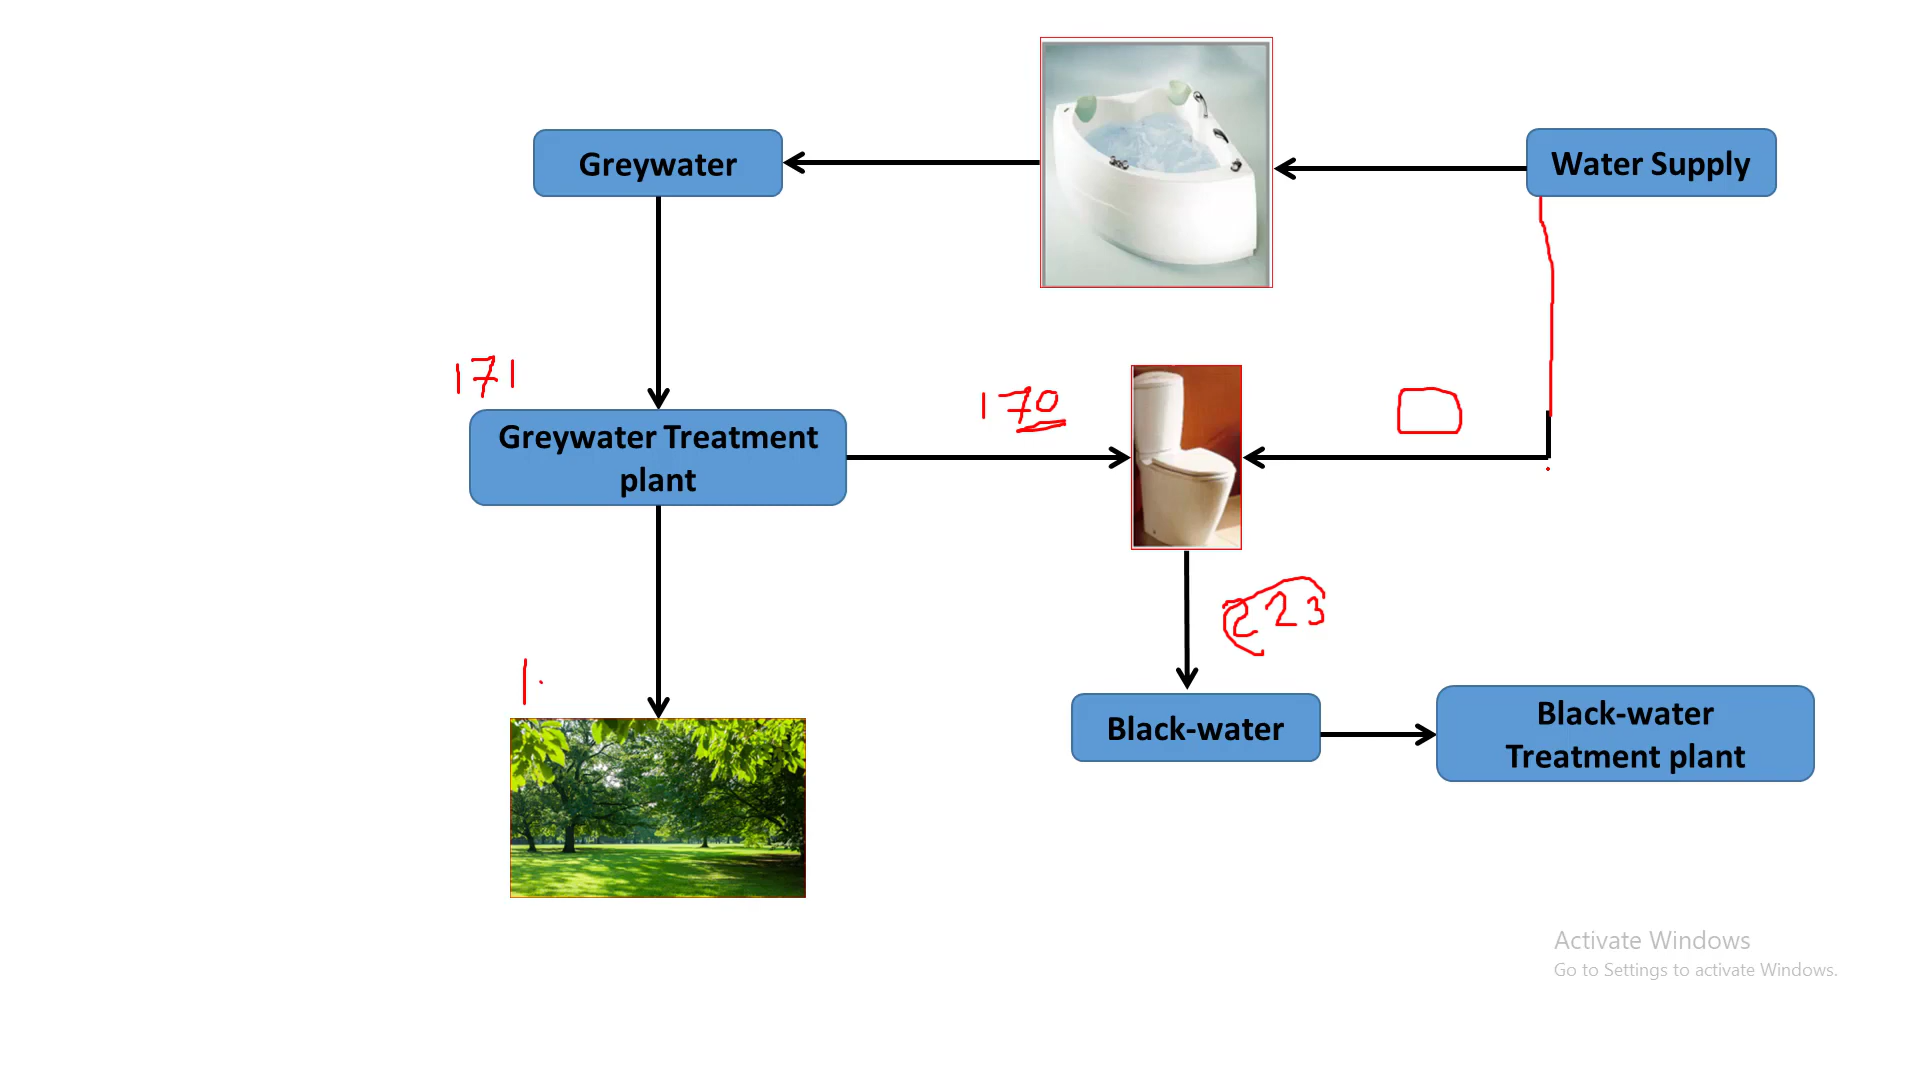 Greywater
Water Supply
171
Greywater Treatment
plant
170
223
1
Black-water
Black-water
Treatment plant
Activate Windows
Go to Settings to activate Windows.